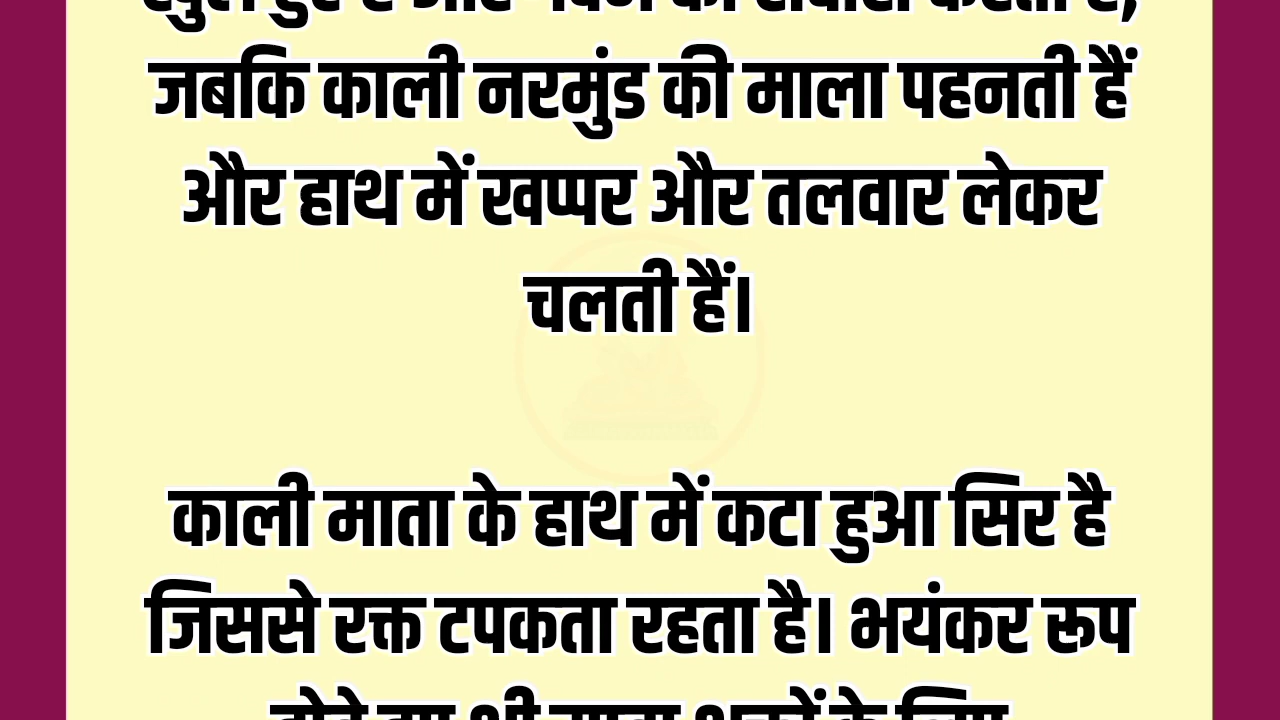 जबकि काली नरमुंड की माला पहनती हैं
और हाथ में खप्पर और तलवार लेकर
चलती हैं।
काली माता के हाथ में कटा हुआ सिर है
जिससे रक्त टपकता रहता है। भयंकर रूप